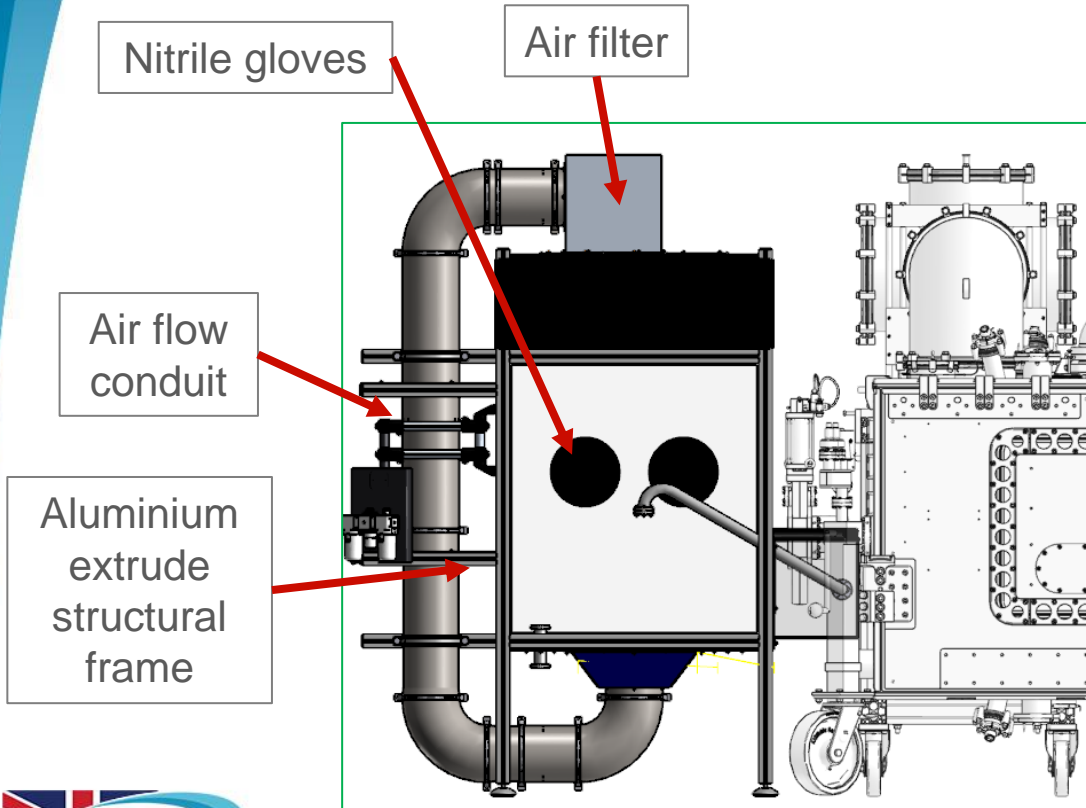 Nitrile gloves
Air filter
Air flow
conduit
Aluminium
extrude
structural
frame